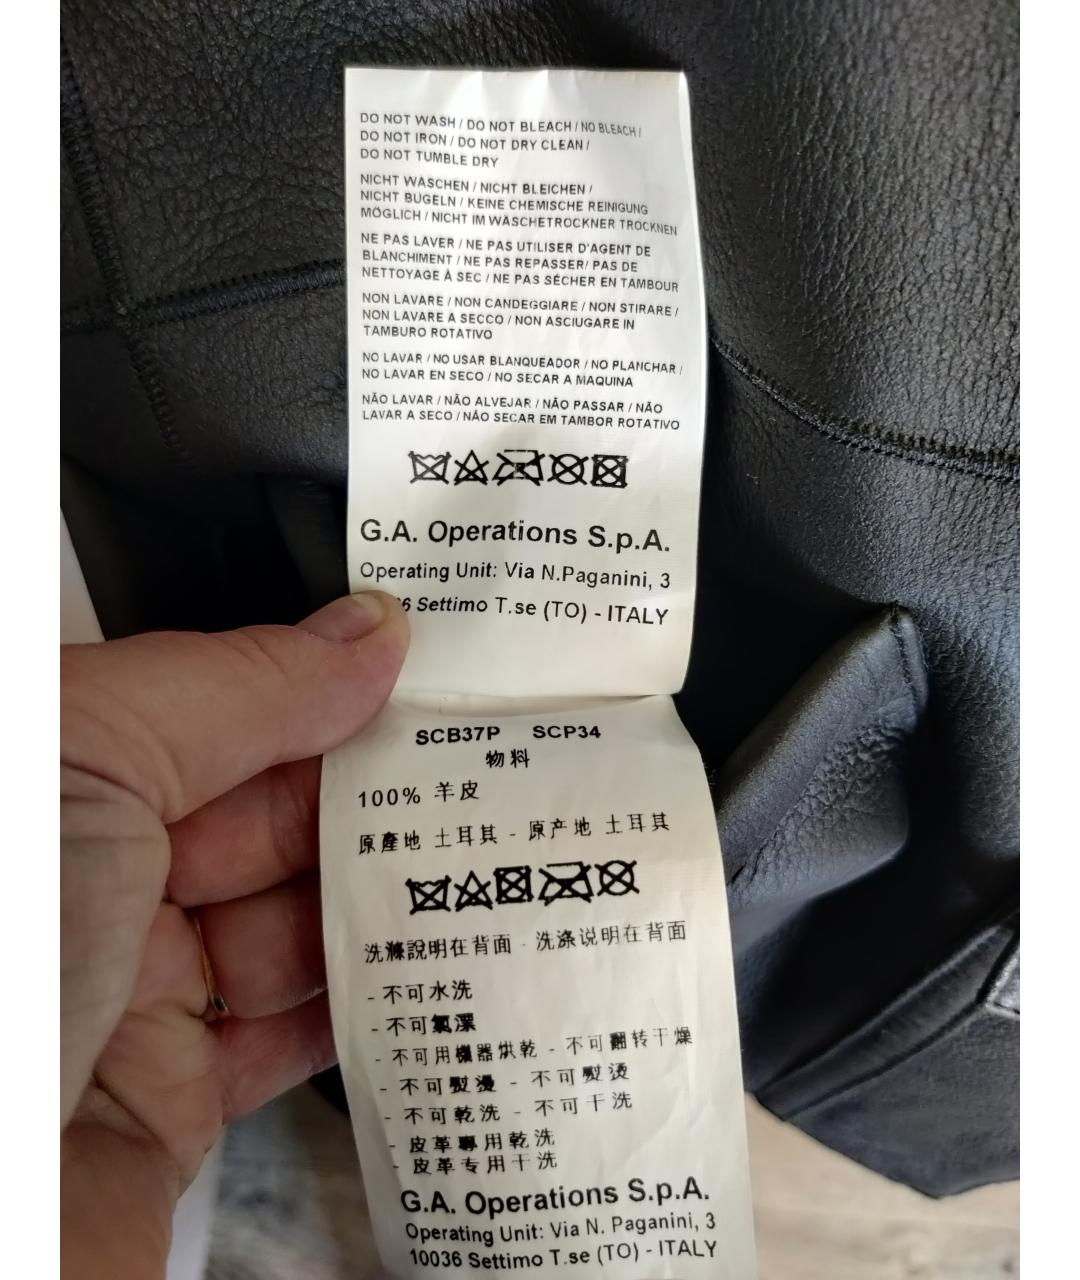 DO NOT WASH / DO NOT BLEACH / NO BLEACH /
DO NOT IRON / DO NOT DRY CLEAN /
DO NOT TUMBLE DRY
NICHT WASCHEN / NICHT BLEICHEN /
NICHT BUGELN / KEINE CHEMISCHE REINIGUNG
MÖGLICH / NICHT IM WASCHETROCKNER TROCKNEN
NE PAS LAVER / NE PAS UTILISER D'AGENT DE
BLANCHIMENT / NE PAS REPASSER/ PAS DE
NETTOYAGE À SEC / NE PAS SÉCHER EN TAMBOUR
NON LAVARE / NON CANDEGGIARE / NON STIRARE /
NON LAVARE A SECCO / NON ASCIUGARE IN
TAMBURO ROTATIVO
NO LAVAR / NO USAR BLANQUEADOR / NO PLANCHAR /
NO LAVAR EN SECO / NO SECAR A MAQUINA
NÃO LAVAR / NÃO ALVEJAR / NÃO PASSAR / NÃO
LAVAR A SECO / NÃO SECAR EM TAMBOR ROTATIVO
G.A. Operations S.p.A.
Operating Unit: Via N.Paganini, 3
36 Settimo T.se (TO) - ITALY
SCB37P SCP34
物料
100% 羊皮
原產地 土耳其 - 原产地 土耳其
洗滌說明在背面 - 洗涤说明在背面
- 不可水洗
- 不可氯漂
- 不可用機器烘乾 - 不可翻转干燥
- 不可熨燙 - 不可熨烫
- 不可乾洗 - 不可干洗
- 皮革專用乾洗
- 皮革专用干洗
G.A. Operations S.p.A.
Operating Unit: Via N. Paganini, 3
10036 Settimo T.se (TO) - ITALY